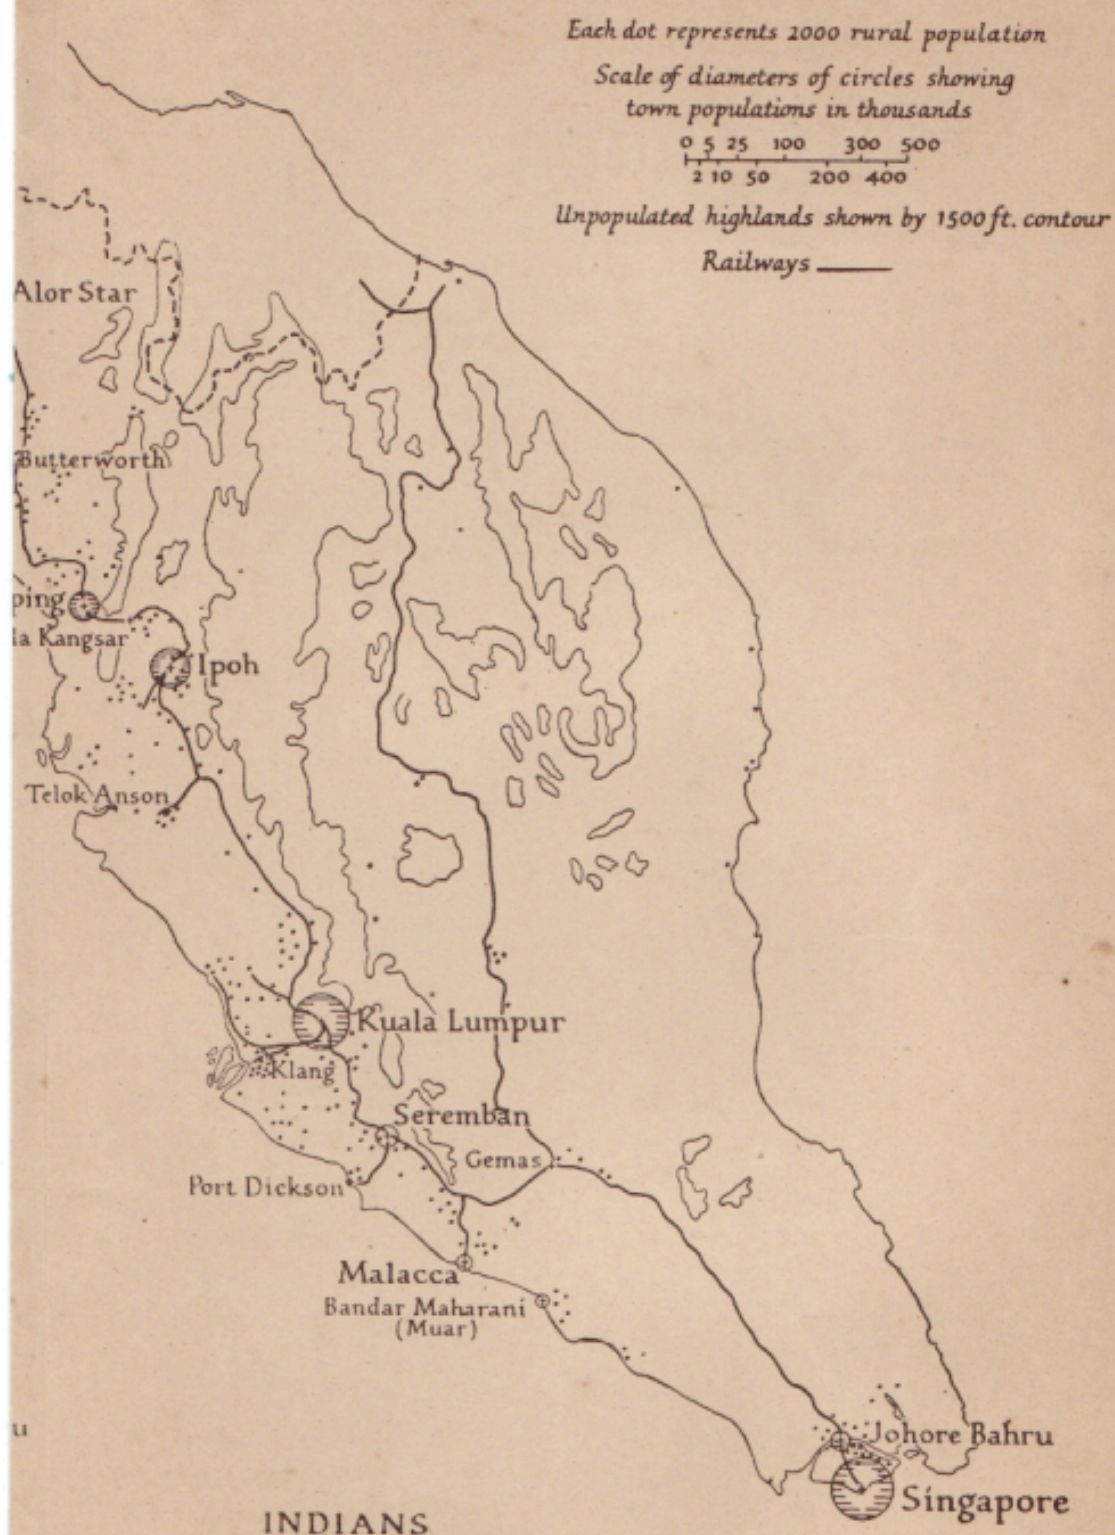 Each dot represents 2000 rural population
Scale of diameters of circles showing
town populations in thousands
0 5 25 100 300 500
2 10 50 200 400
Unpopulated highlands shown by 1500 ft. contour
Railways
Alor Star
Butterworth
ping
la Kangsar
Ipoh
Telok Anson
Kuala Lumpur
Klang
Seremban
Gemas
Port Dickson
Malacca
Bandar Maharani
(Muar)
u
Johore Bahru
Singapore
INDIANS